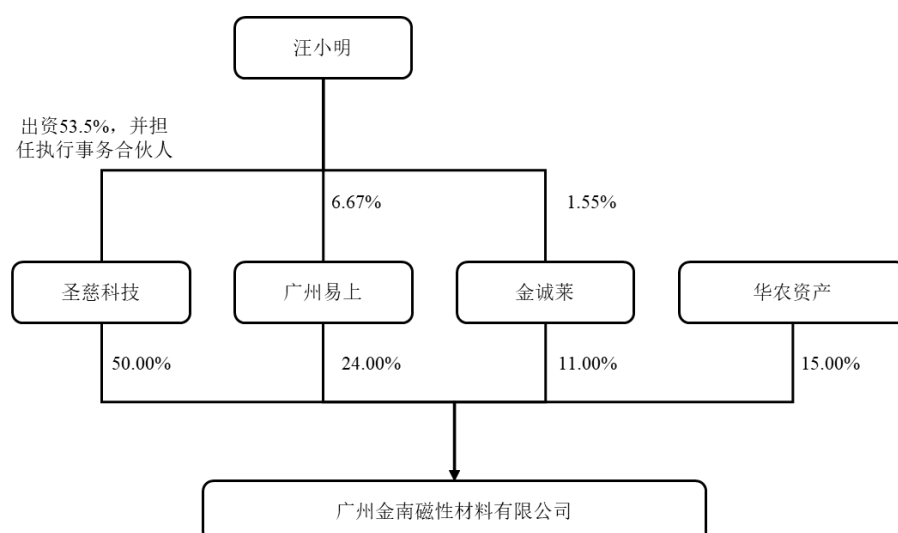 汪小明
出资53.5%，并担
任执行事务合伙人
6.67%
1.55%
圣慈科技
广州易上
金诚莱
华农资产
50.00%
24.00%
11.00%
15.00%
广州金南磁性材料有限公司